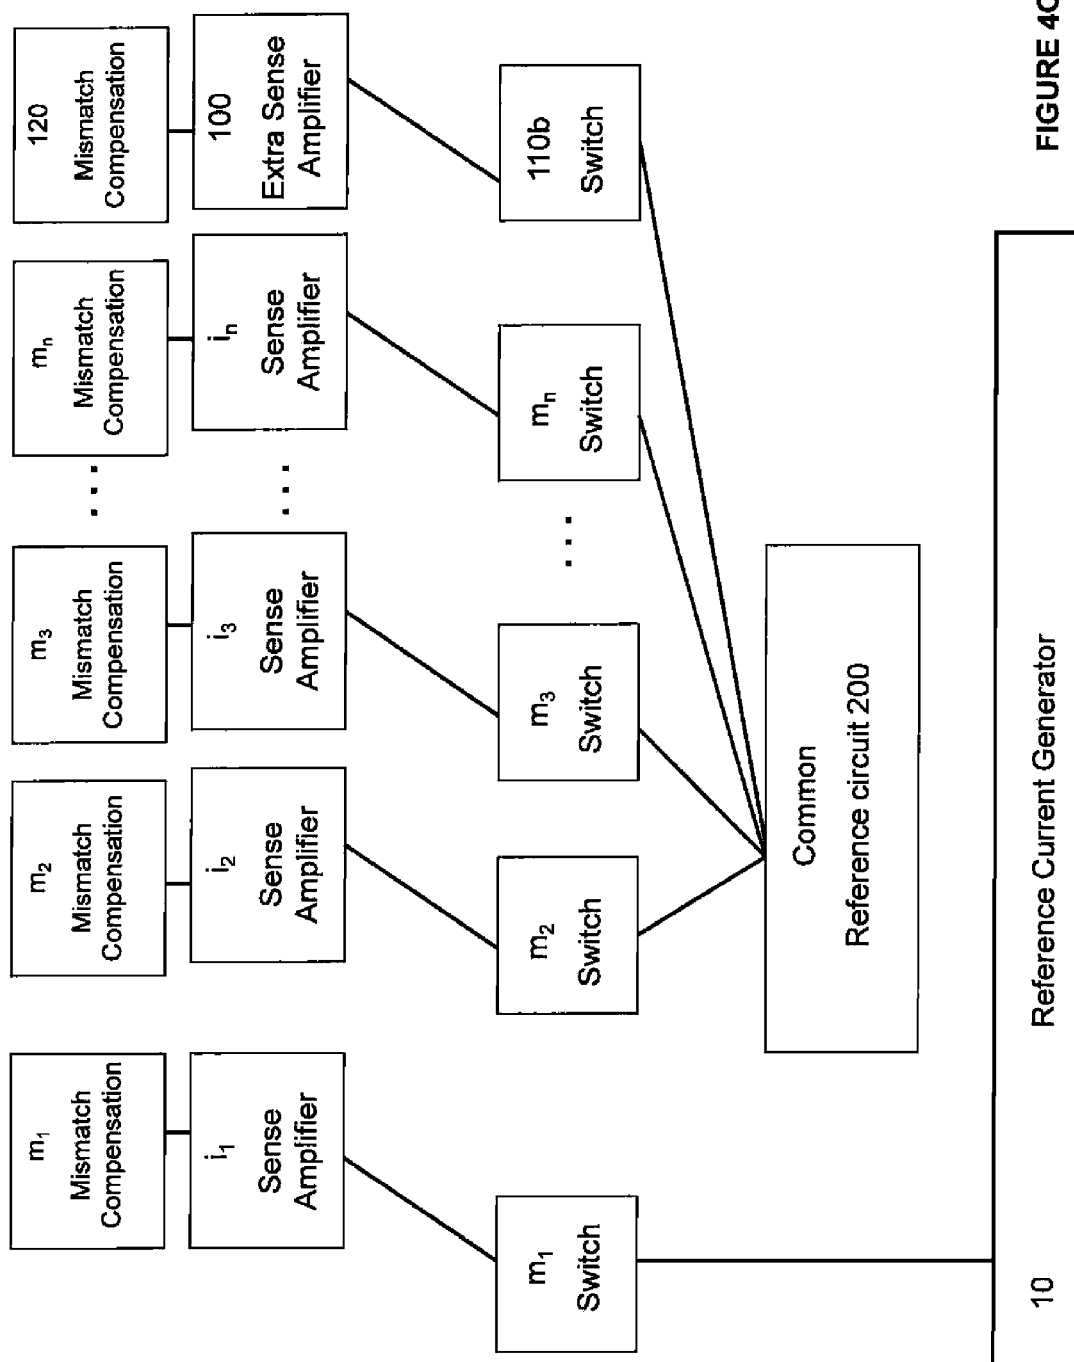 m₁
Mismatch
Compensation
m₂
Mismatch
Compensation
m₃
Mismatch
Compensation
...
mₙ
Mismatch
Compensation
120
Mismatch
Compensation
i₁
Sense
Amplifier
i₂
Sense
Amplifier
i₃
Sense
Amplifier
...
iₙ
Sense
Amplifier
100
Extra Sense
Amplifier
m₁
Switch
m₂
Switch
m₃
Switch
...
mₙ
Switch
110b
Switch
Common
Reference circuit 200
10
Reference Current Generator
FIGURE 4C